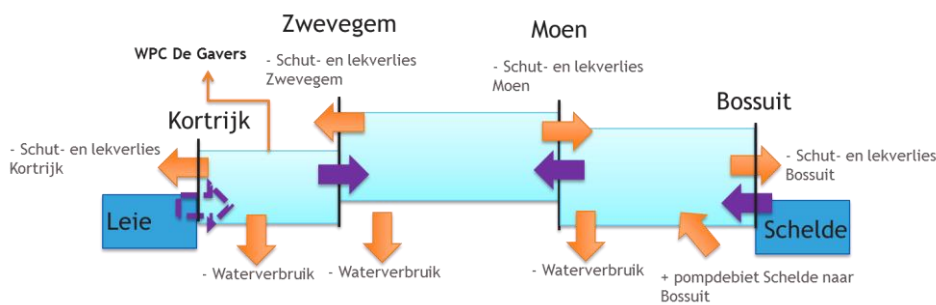 Zwevegem
Moen
WPC De Gavers
- Schut- en lekverlies
Zwevegem
- Schut- en lekverlies
Moen
Bossuit
Kortrijk
- Schut- en lekverlies
Kortrijk
- Schut- en lekverlies
Bossuit
Leie
Schelde
- Waterverbruik
- Waterverbruik
- Waterverbruik
+ pompdebiet Schelde naar
Bossuit